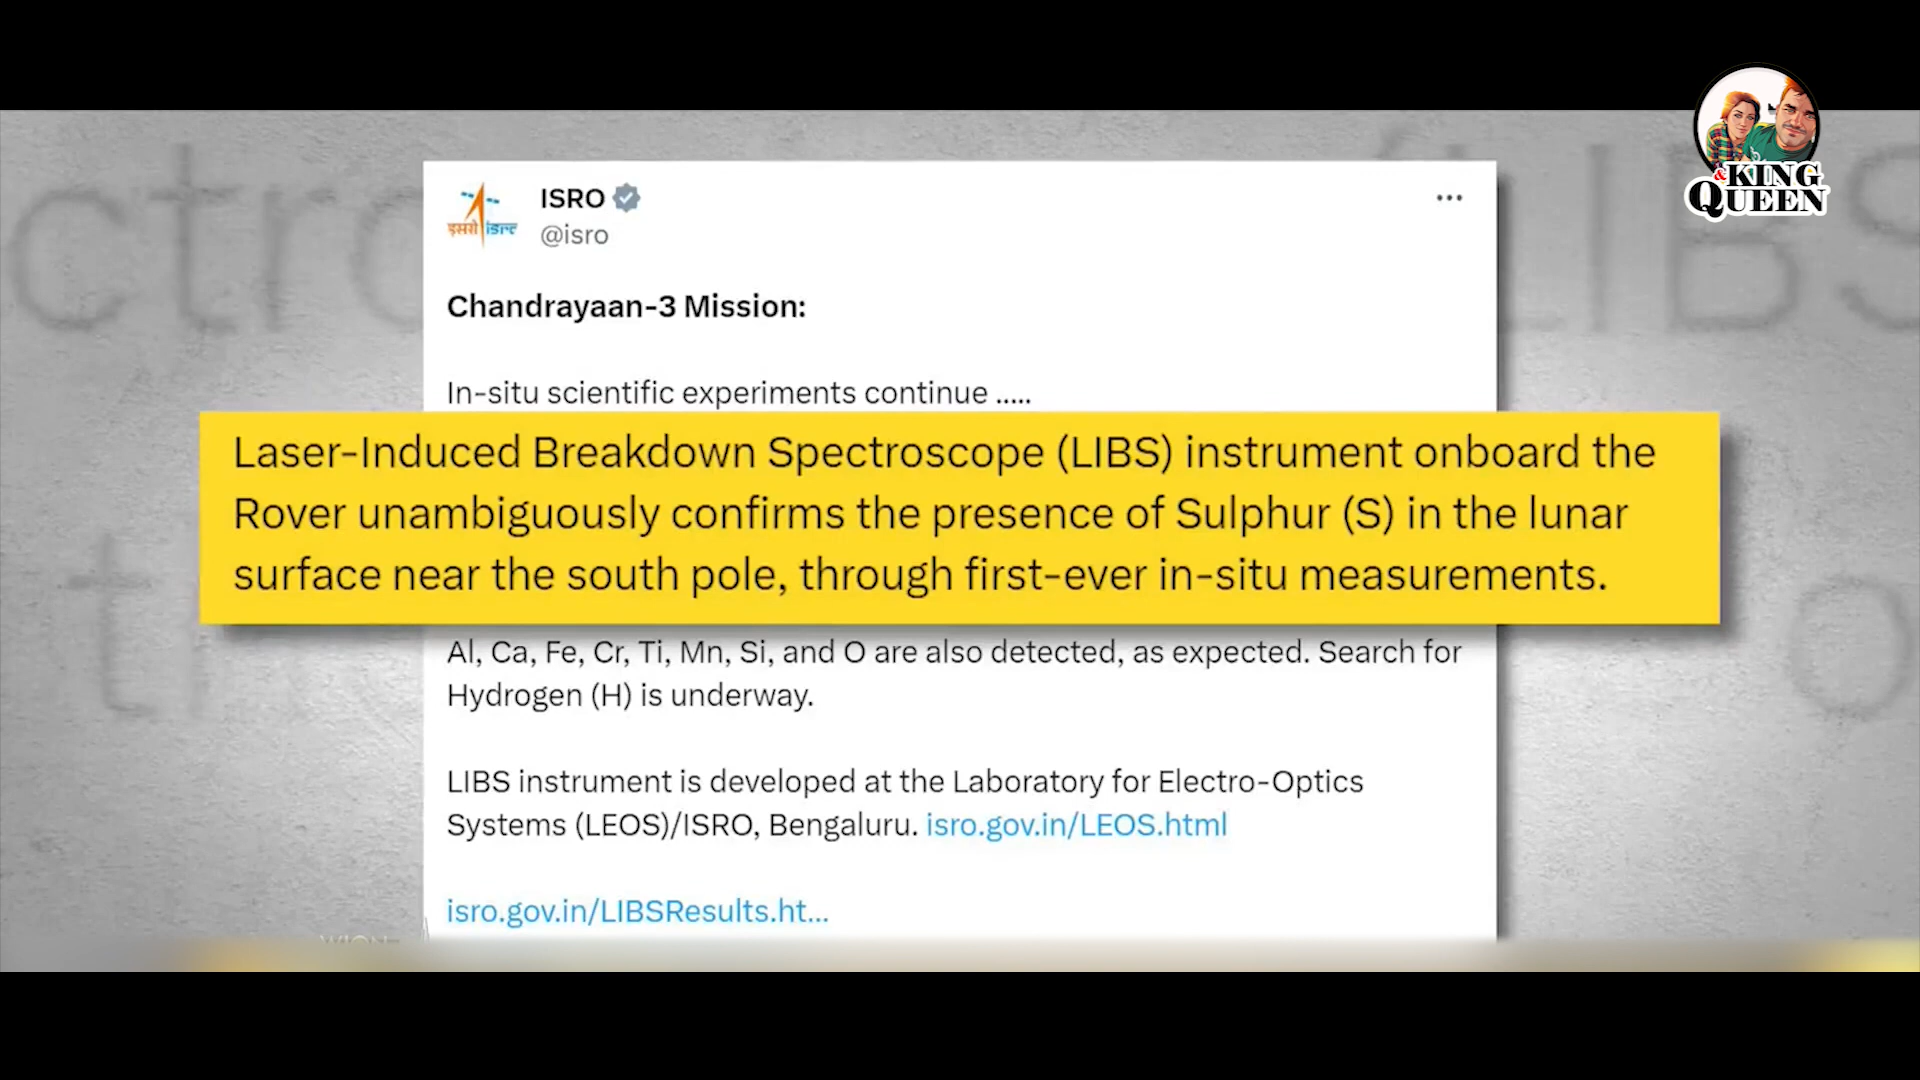 ctro
LIBS
& KING
QUEEN
इसरो isro
ISRO
@isro
Chandrayaan-3 Mission:
In-situ scientific experiments continue .....
Laser-Induced Breakdown Spectroscope (LIBS) instrument onboard the
Rover unambiguously confirms the presence of Sulphur (S) in the lunar
surface near the south pole, through first-ever in-situ measurements.
Al, Ca, Fe, Cr, Ti, Mn, Si, and O are also detected, as expected. Search for
Hydrogen (H) is underway.
LIBS instrument is developed at the Laboratory for Electro-Optics
Systems (LEOS)/ISRO, Bengaluru. isro.gov.in/LEOS.html
isro.gov.in/LIBSResults.ht...